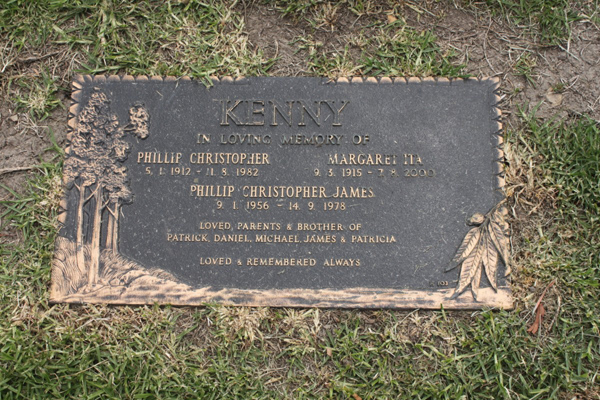 KENNY
IN LOVING MEMORY OF
PHILLIP CHRISTOPHER MARGARET ITA
5. 1. 1912 - 11. 8. 1982 9. 3. 1915 - 7. 8. 2000
PHILLIP CHRISTOPHER JAMES
9. 1. 1956 - 14. 9. 1978
LOVED, PARENTS & BROTHER OF
PATRICK, DANIEL, MICHAEL, JAMES & PATRICIA
LOVED & REMEMBERED ALWAYS